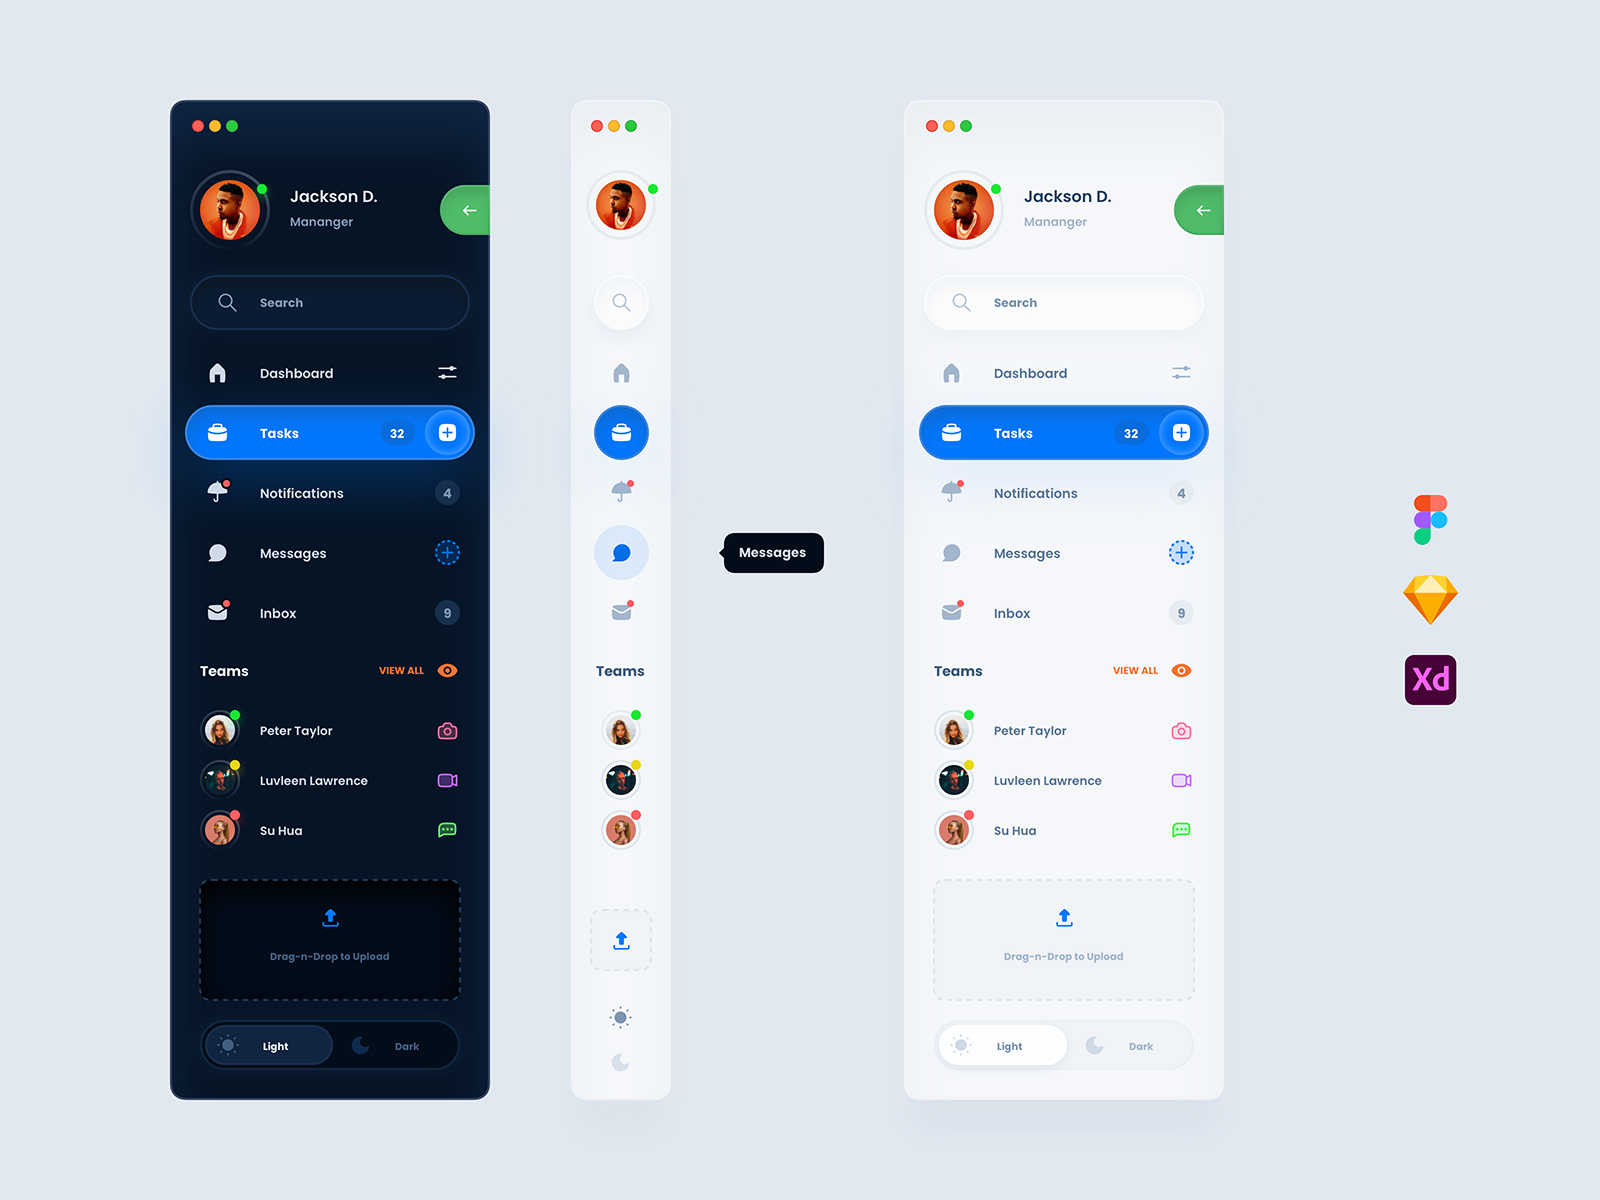 Jackson D.
Mananger
Search
Dashboard
Tasks 32
Notifications 4
Messages
Inbox 9
Teams VIEW ALL
Peter Taylor
Luvleen Lawrence
Su Hua
Drag-n-Drop to Upload
Light Dark
Messages
Teams
Jackson D.
Mananger
Search
Dashboard
Tasks 32
Notifications 4
Messages
Inbox 9
Teams VIEW ALL
Peter Taylor
Luvleen Lawrence
Su Hua
Drag-n-Drop to Upload
Light Dark
Xd